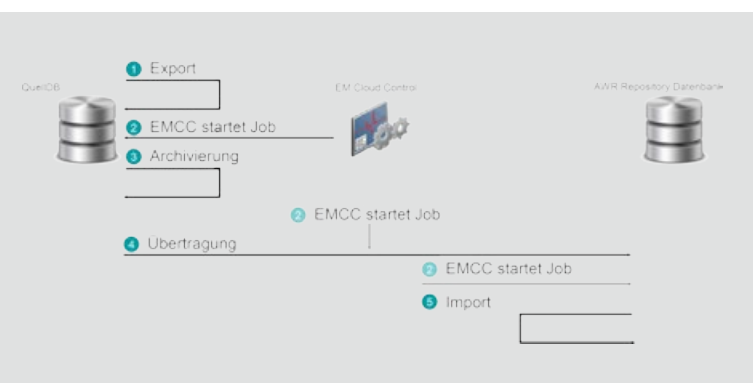 QuellDB
EM Cloud Control
AWR Repository Datenbank
1 Export
2 EMCC startet Job
3 Archivierung
2 EMCC startet Job
4 Übertragung
2 EMCC startet Job
5 Import